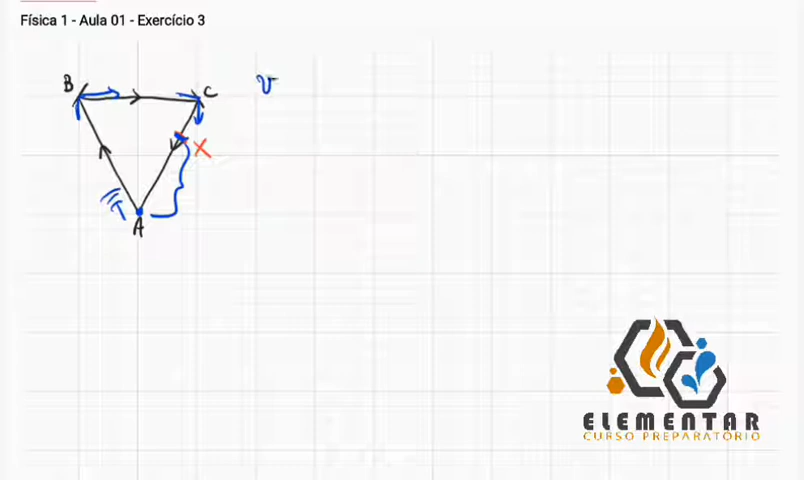 Física 1 - Aula 01 - Exercício 3
B
C
v
X
A
ELEMENTAR
CURSO PREPARATÓRIO